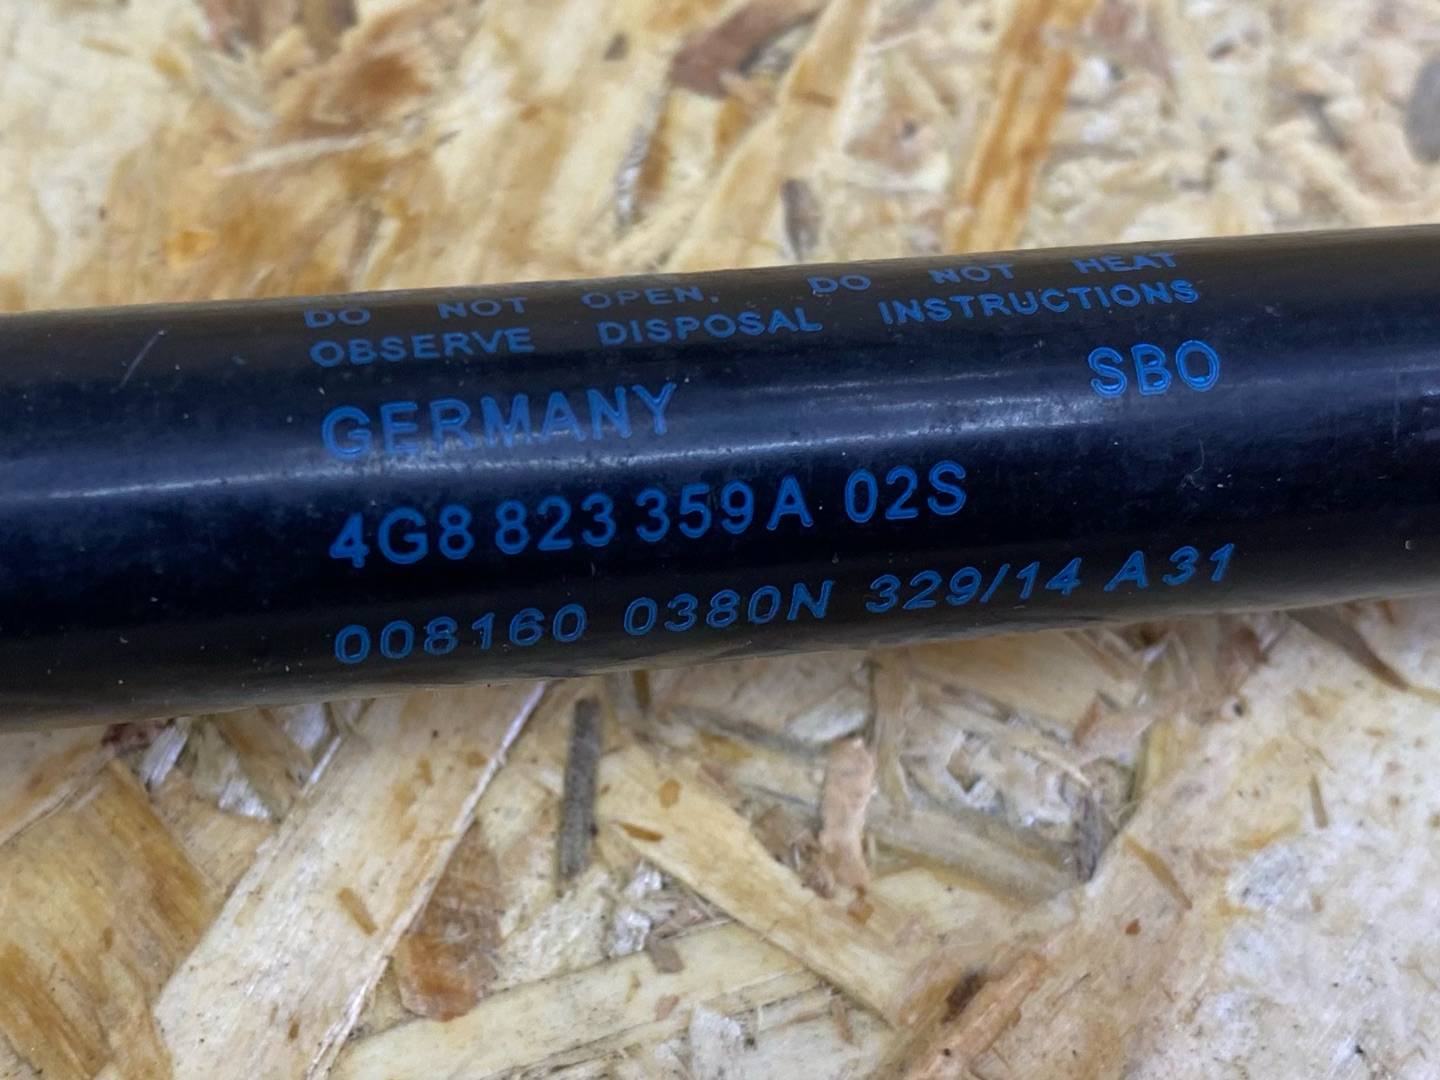 DO NOT OPEN. DO NOT HEAT
OBSERVE DISPOSAL INSTRUCTIONS
GERMANY SBO
4G8 823 359 A 02S
008160 0380N 329/14 A31